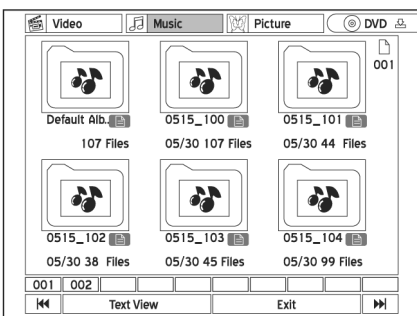 Video Music Picture DVD
001
Default Alb.. 0515_100 0515_101
107 Files 05/30 107 Files 05/30 44 Files
0515_102 0515_103 0515_104
05/30 38 Files 05/30 45 Files 05/30 99 Files
001 002
Text View Exit